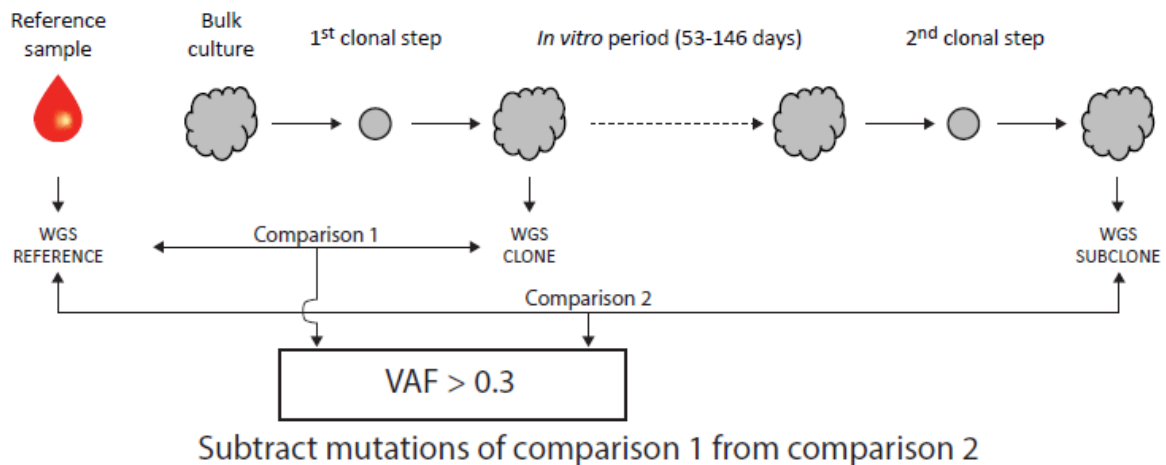 Reference
sample
Bulk
culture
1st clonal step
In vitro period (53-146 days)
2nd clonal step
WGS
REFERENCE
Comparison 1
WGS
CLONE
WGS
SUBCLONE
Comparison 2
VAF > 0.3
Subtract mutations of comparison 1 from comparison 2